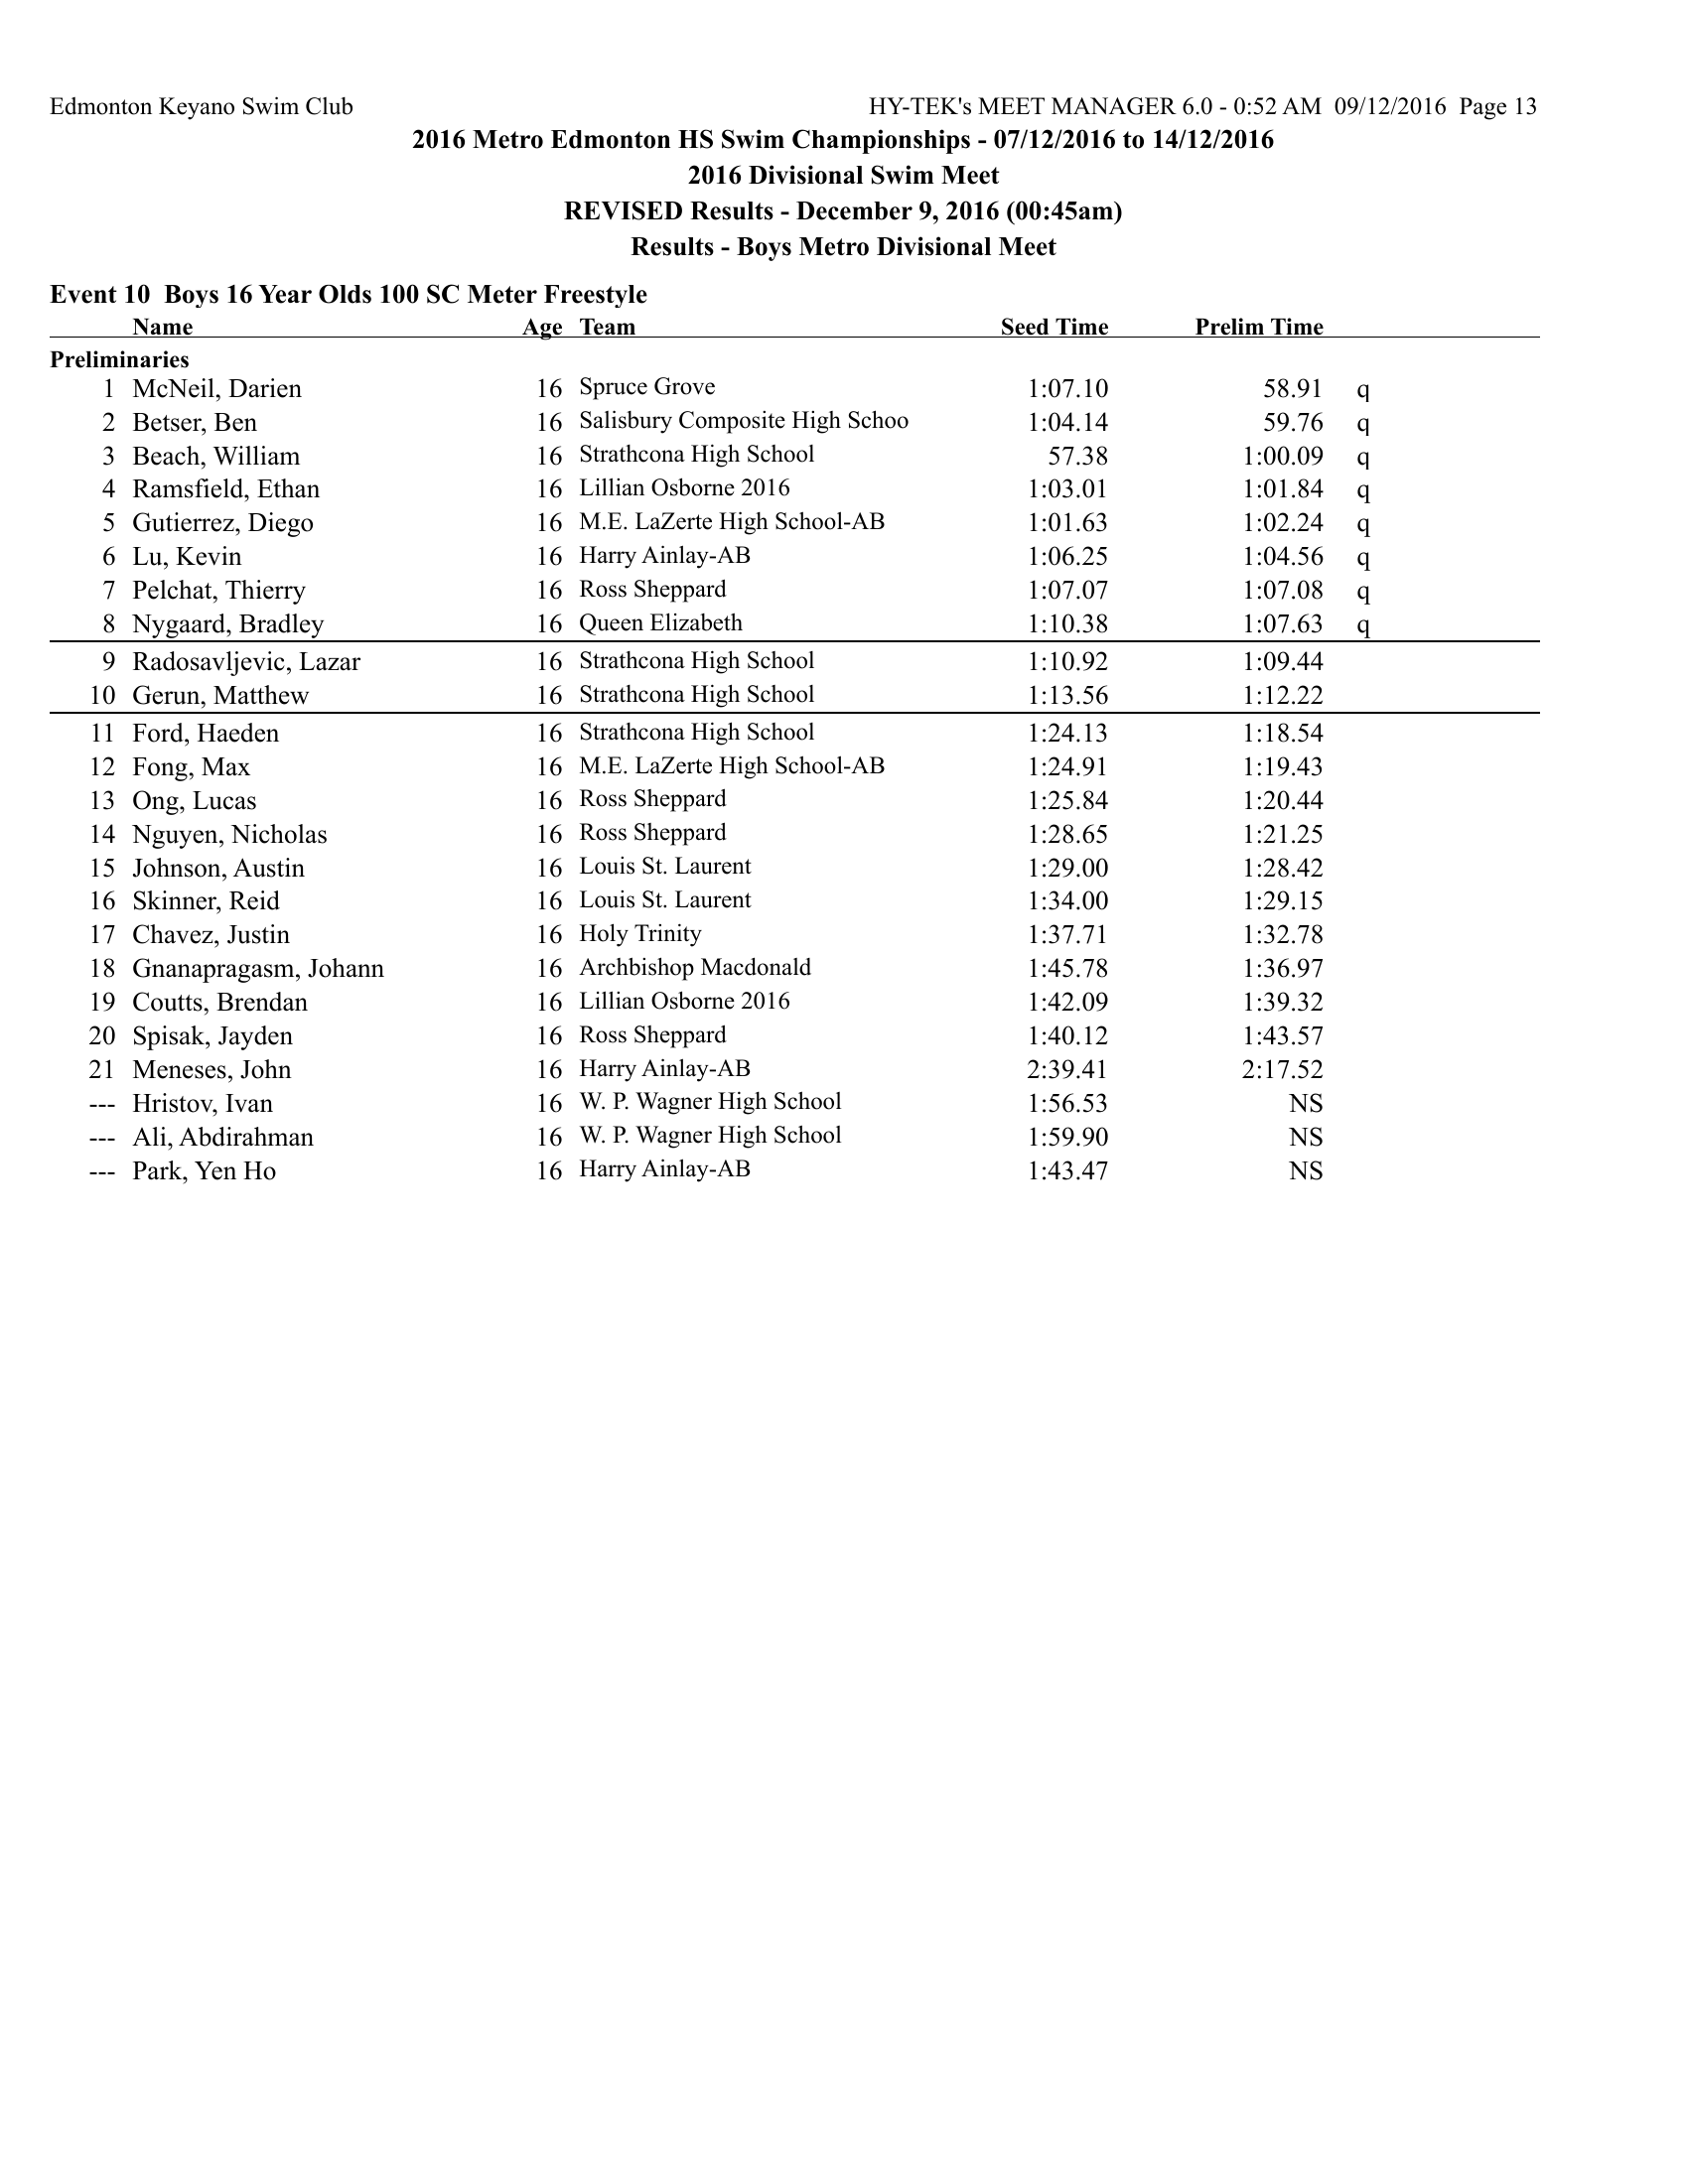 Edmonton Keyano Swim Club HY-TEK's MEET MANAGER 6.0 - 0:52 AM 09/12/2016 Page 13
2016 Metro Edmonton HS Swim Championships - 07/12/2016 to 14/12/2016
2016 Divisional Swim Meet
REVISED Results - December 9, 2016 (00:45am)
Results - Boys Metro Divisional Meet
Event 10 Boys 16 Year Olds 100 SC Meter Freestyle
Name Age Team Seed Time Prelim Time
Preliminaries
1 McNeil, Darien 16 Spruce Grove 1:07.10 58.91 q
2 Betser, Ben 16 Salisbury Composite High Schoo 1:04.14 59.76 q
3 Beach, William 16 Strathcona High School 57.38 1:00.09 q
4 Ramsfield, Ethan 16 Lillian Osborne 2016 1:03.01 1:01.84 q
5 Gutierrez, Diego 16 M.E. LaZerte High School-AB 1:01.63 1:02.24 q
6 Lu, Kevin 16 Harry Ainlay-AB 1:06.25 1:04.56 q
7 Pelchat, Thierry 16 Ross Sheppard 1:07.07 1:07.08 q
8 Nygaard, Bradley 16 Queen Elizabeth 1:10.38 1:07.63 q
9 Radosavljevic, Lazar 16 Strathcona High School 1:10.92 1:09.44
10 Gerun, Matthew 16 Strathcona High School 1:13.56 1:12.22
11 Ford, Haeden 16 Strathcona High School 1:24.13 1:18.54
12 Fong, Max 16 M.E. LaZerte High School-AB 1:24.91 1:19.43
13 Ong, Lucas 16 Ross Sheppard 1:25.84 1:20.44
14 Nguyen, Nicholas 16 Ross Sheppard 1:28.65 1:21.25
15 Johnson, Austin 16 Louis St. Laurent 1:29.00 1:28.42
16 Skinner, Reid 16 Louis St. Laurent 1:34.00 1:29.15
17 Chavez, Justin 16 Holy Trinity 1:37.71 1:32.78
18 Gnanapragasm, Johann 16 Archbishop Macdonald 1:45.78 1:36.97
19 Coutts, Brendan 16 Lillian Osborne 2016 1:42.09 1:39.32
20 Spisak, Jayden 16 Ross Sheppard 1:40.12 1:43.57
21 Meneses, John 16 Harry Ainlay-AB 2:39.41 2:17.52
--- Hristov, Ivan 16 W. P. Wagner High School 1:56.53 NS
--- Ali, Abdirahman 16 W. P. Wagner High School 1:59.90 NS
--- Park, Yen Ho 16 Harry Ainlay-AB 1:43.47 NS